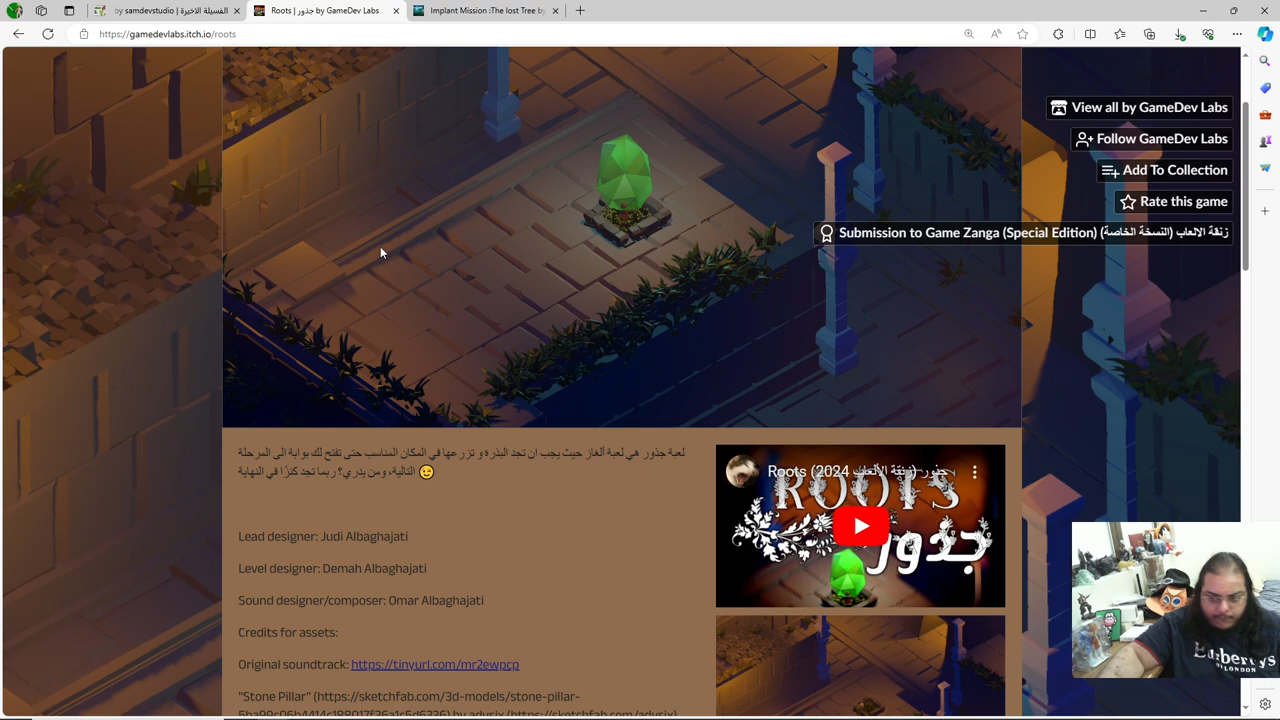 الفسيلة الاخيرة | by samdevstudio
Roots | جذور by GameDev Labs
Implant Mission :The lost Tree by
https://gamedevlabs.itch.io/roots
View all by GameDev Labs
Follow GameDev Labs
Add To Collection
Rate this game
Submission to Game Zanga (Special Edition) زنقة الالعاب (النسخة الخاصة)
لعبة جذور هي لعبة ألغاز حيث يجب ان تجد البذرة و تزرعها في المكان المناسب حتى تفتح لك بوابة الى المرحلة
التالية، ومن يدري؟ ربما تجد كنزًا في النهاية 😉
Roots (2024 جذور (زنقة الألعاب
ROOTS
جذور
Lead designer: Judi Albaghajati
Level designer: Demah Albaghajati
Sound designer/composer: Omar Albaghajati
Credits for assets:
Original soundtrack: https://tinyurl.com/mr2ewpcp
"Stone Pillar" (https://sketchfab.com/3d-models/stone-pillar-
LONDON